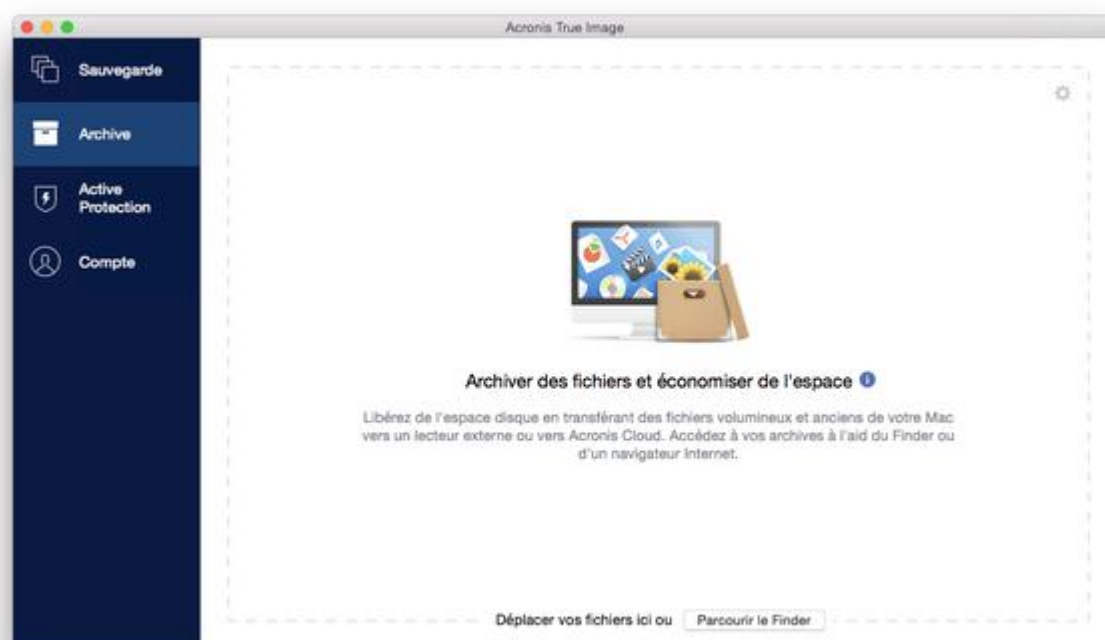 Acronis True Image
Sauvegarde
Archive
Active
Protection
Compte
Archiver des fichiers et économiser de l'espace
Libérez de l'espace disque en transférant des fichiers volumineux et anciens de votre Mac
vers un lecteur externe ou vers Acronis Cloud. Accédez à vos archives à l'aide du Finder ou
d'un navigateur Internet.
Déplacer vos fichiers ici ou Parcourir le Finder